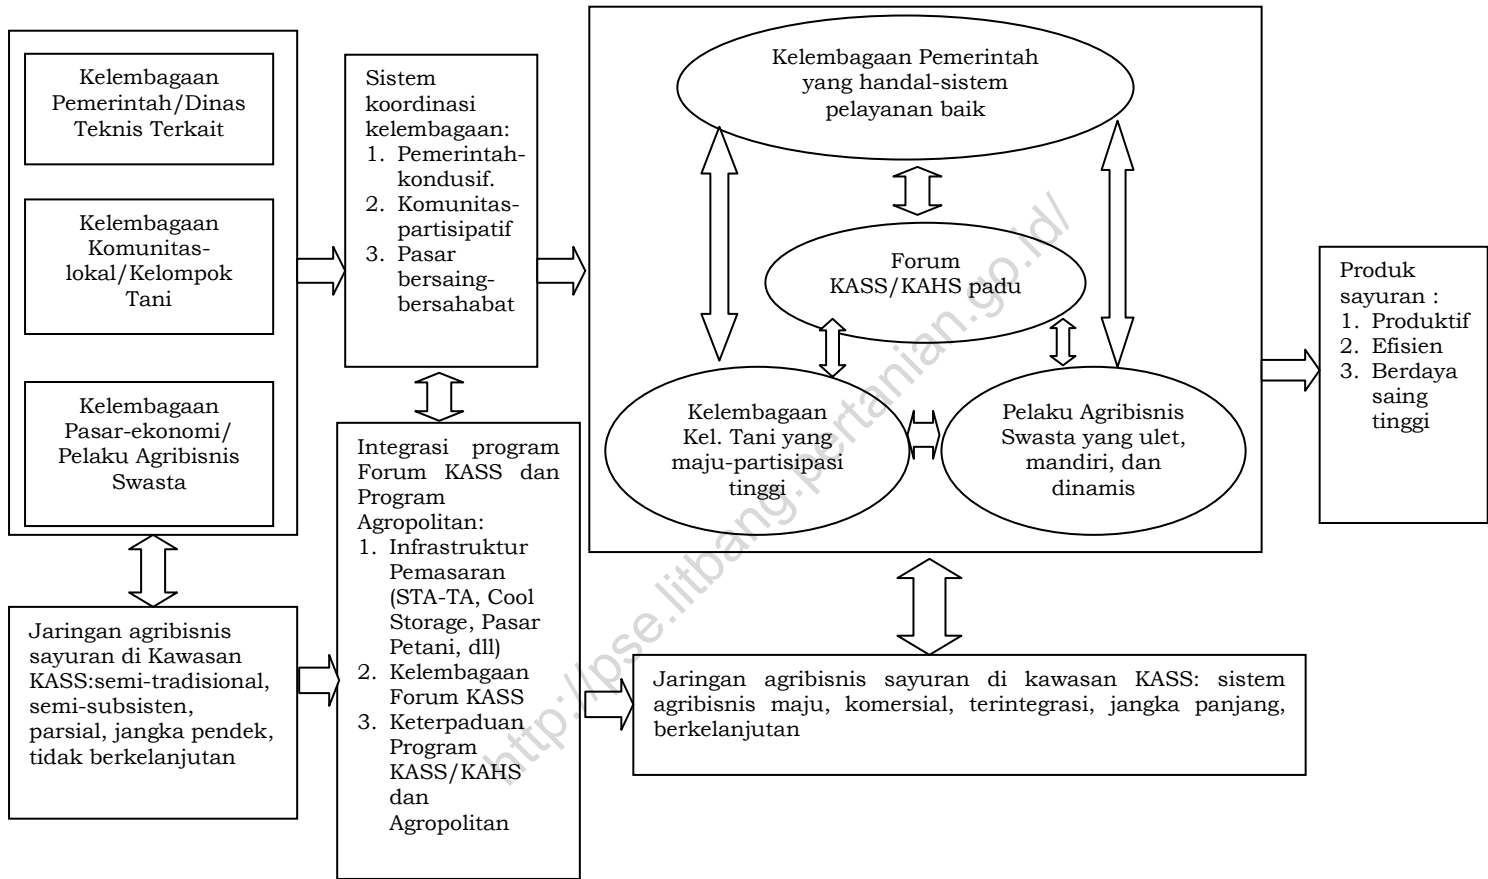 Kelembagaan
Pemerintah/Dinas
Teknis Terkait
Kelembagaan
Komunitas-
lokal/Kelompok
Tani
Kelembagaan
Pasar-ekonomi/
Pelaku Agribisnis
Swasta
Jaringan agribisnis
sayuran di Kawasan
KASS:semi-tradisional,
semi-subsisten,
parsial, jangka pendek,
tidak berkelanjutan
Sistem
koordinasi
kelembagaan:
1. Pemerintah-
kondusif.
2. Komunitas-
partisipatif
3. Pasar
bersaing-
bersahabat
Integrasi program
Forum KASS dan
Program
Agropolitan:
1. Infrastruktur
Pemasaran
(STA-TA, Cool
Storage, Pasar
Petani, dll)
2. Kelembagaan
Forum KASS
3. Keterpaduan
Program
KASS/KAHS
dan
Agropolitan
Kelembagaan Pemerintah
yang handal-sistem
pelayanan baik
Forum
KASS/KAHS padu
Kelembagaan
Kel. Tani yang
maju-partisipasi
tinggi
Pelaku Agribisnis
Swasta yang ulet,
mandiri, dan
dinamis
Jaringan agribisnis sayuran di kawasan KASS: sistem
agribisnis maju, komersial, terintegrasi, jangka panjang,
berkelanjutan
Produk
sayuran :
1. Produktif
2. Efisien
3. Berdaya
saing
tinggi
http://pse.litbang.pertanian.go.id/